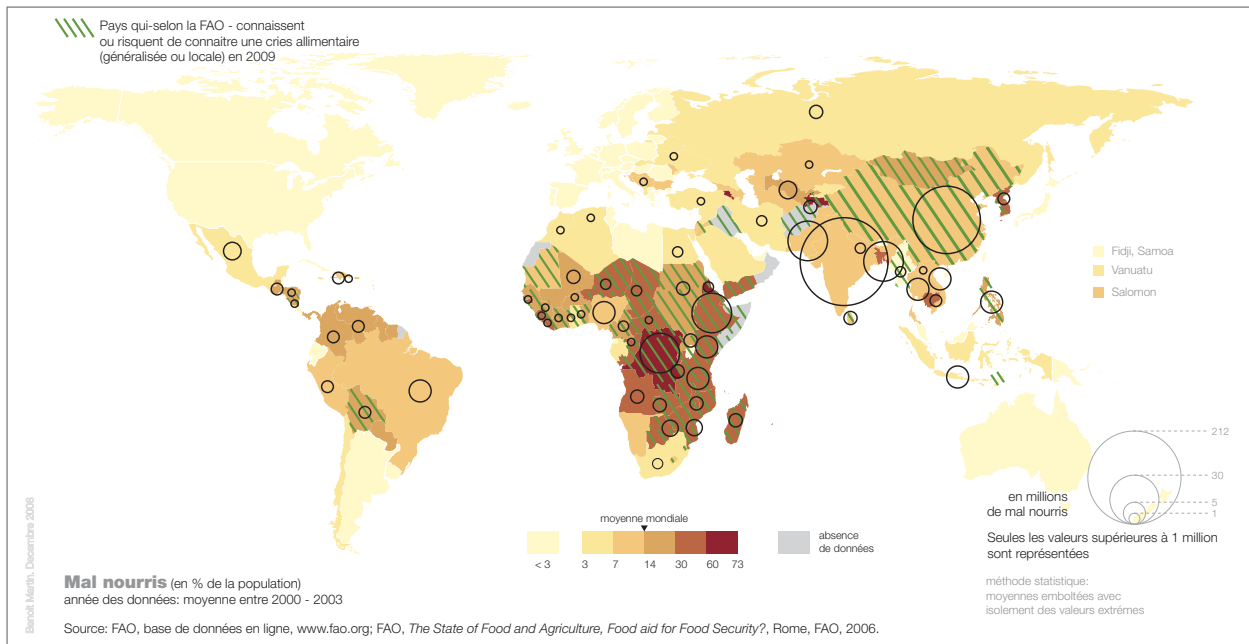 Pays qui-selon la FAO - connaissent
ou risquent de connaitre une cries allimentaire
(généralisée ou locale) en 2009
Fidji, Samoa
Vanuatu
Salomon
212
30
5
1
en millions
de mal nourris
Seules les valeurs supérieures à 1 million
sont représentées
méthode statistique:
moyennes emboltées avec
isolement des valeurs extrémes
moyenne mondiale
< 3 3 7 14 30 60 73
absence
de données
Mal nourris (en % de la population)
année des données: moyenne entre 2000 - 2003
Source: FAO, base de données en ligne, www.fao.org; FAO, The State of Food and Agriculture, Food aid for Food Security?, Rome, FAO, 2006.
Benoît Martin. Decembre 2008